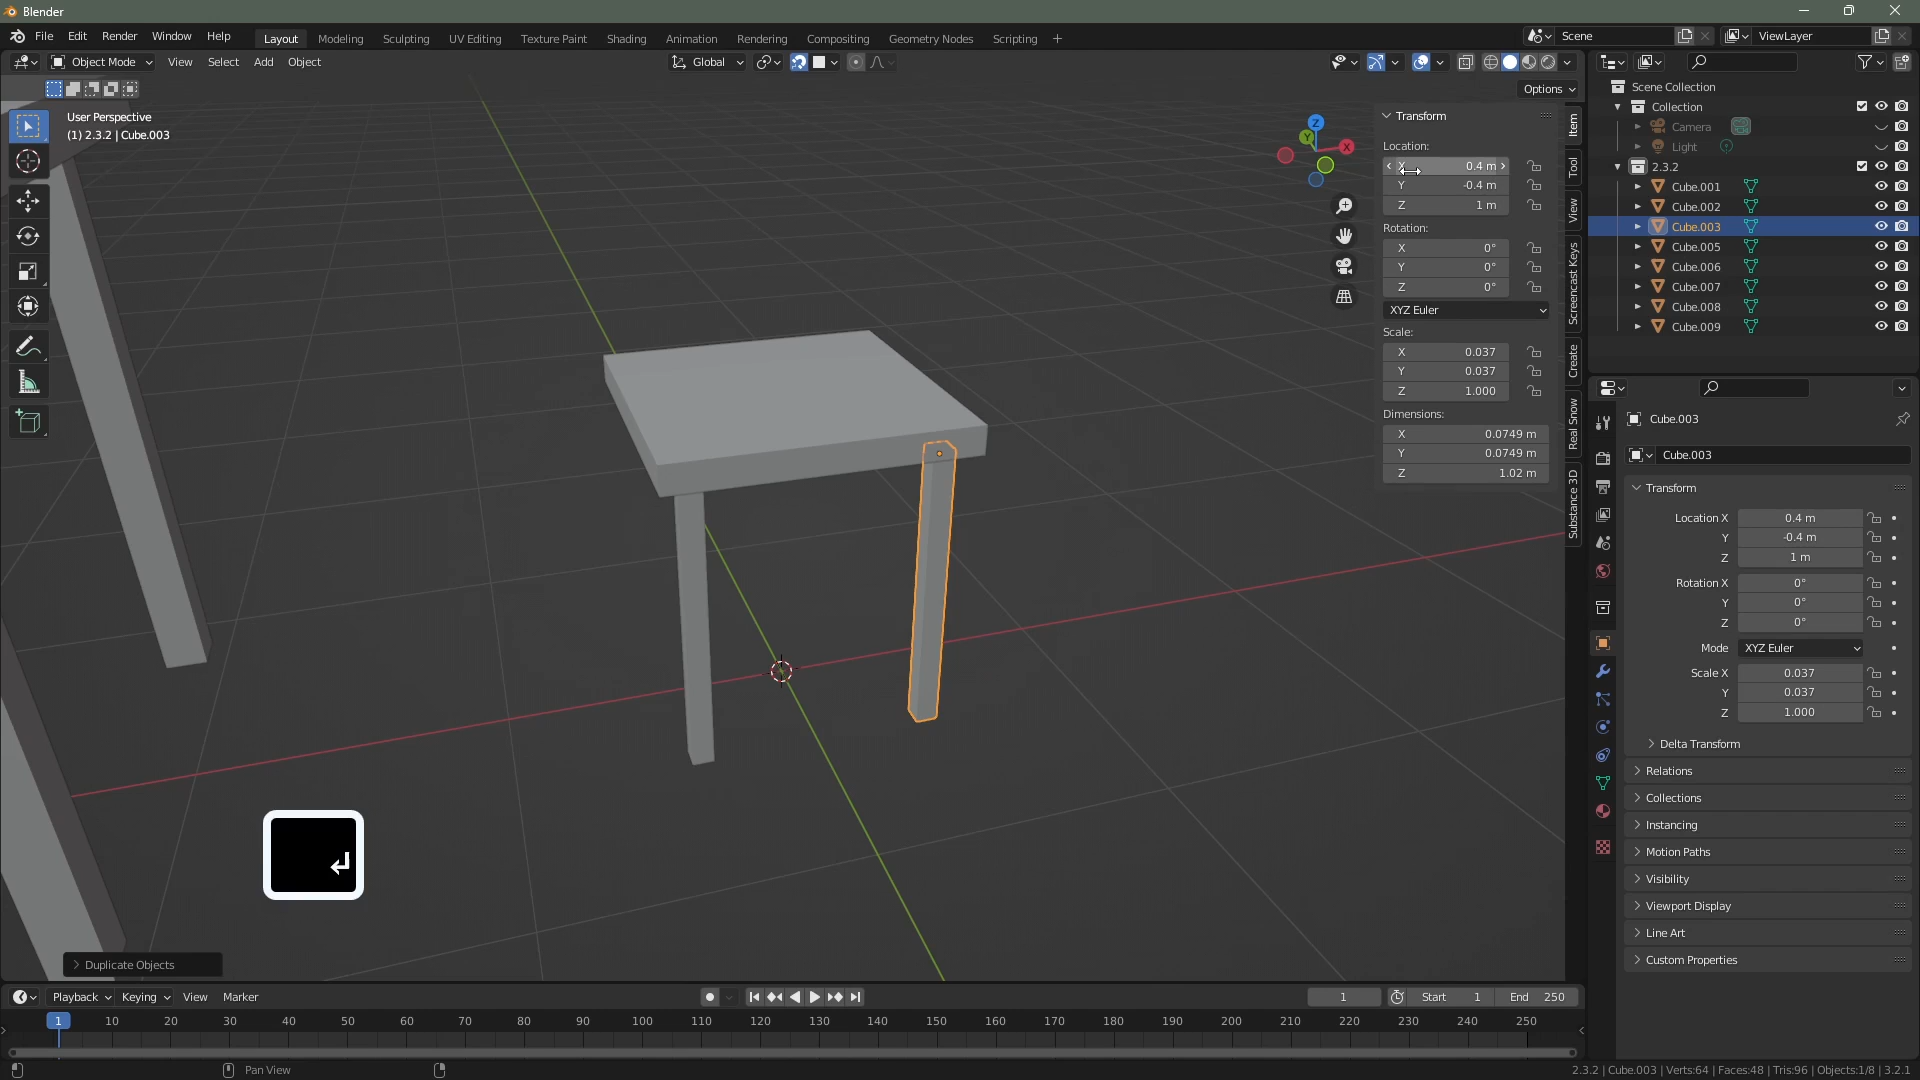 Blender
File Edit Render Window Help
Layout Modeling Sculpting UV Editing Texture Paint Shading Animation Rendering Compositing Geometry Nodes Scripting +
Scene
ViewLayer
Object Mode View Select Add Object
Global
Options
User Perspective
(1) 2.3.2 | Cube.003
Z
Y
X
Transform
Location:
X 0.4 m
Y -0.4 m
Z 1 m
Rotation:
X 0°
Y 0°
Z 0°
XYZ Euler
Scale:
X 0.037
Y 0.037
Z 1.000
Dimensions:
X 0.0749 m
Y 0.0749 m
Z 1.02 m
Item
Tool
View
Screencast Keys
Create
Real Snow
Substance 3D
Scene Collection
Collection
Camera
Light
2.3.2
Cube.001
Cube.002
Cube.003
Cube.005
Cube.006
Cube.007
Cube.008
Cube.009
Cube.003
Cube.003
Transform
Location X 0.4 m
Y -0.4 m
Z 1 m
Rotation X 0°
Y 0°
Z 0°
Mode XYZ Euler
Scale X 0.037
Y 0.037
Z 1.000
Delta Transform
Relations
Collections
Instancing
Motion Paths
Visibility
Viewport Display
Line Art
Custom Properties
Duplicate Objects
Playback Keying View Marker
1
Start 1
End 250
1 10 20 30 40 50 60 70 80 90 100 110 120 130 140 150 160 170 180 190 200 210 220 230 240 250
Pan View
2.3.2 | Cube.003 | Verts:64 | Faces:48 | Tris:96 | Objects:1/8 | 3.2.1